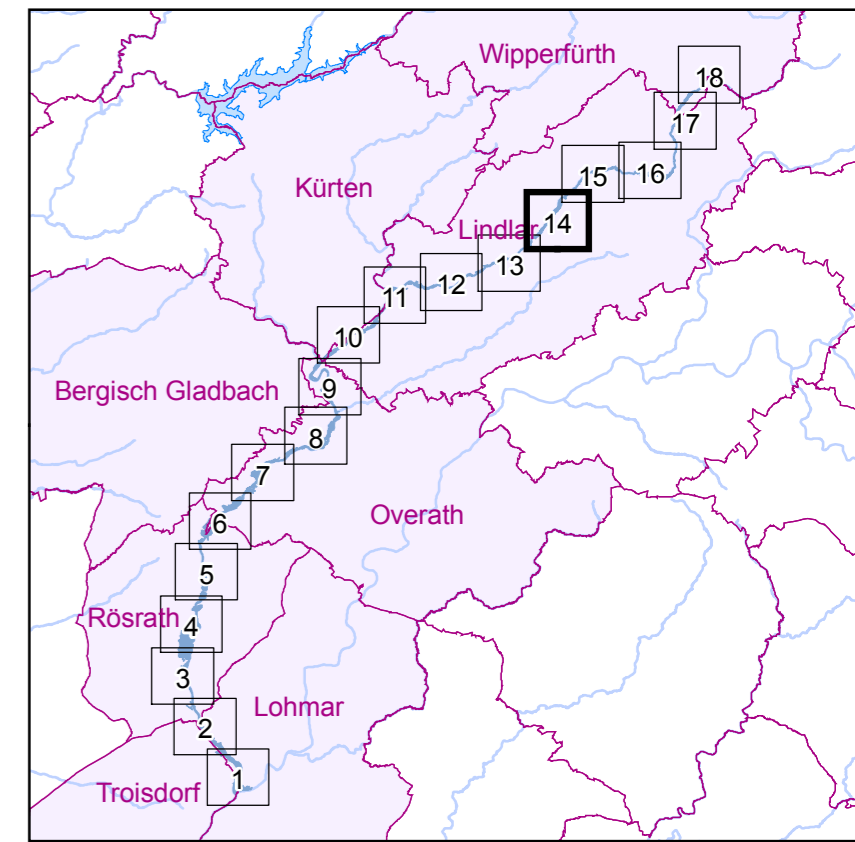 Wipperfürth
18
17
Kürten
15
16
Lindlar
14
13
12
11
10
Bergisch Gladbach
9
8
7
Overath
6
5
Rösrath
4
3
Lohmar
2
1
Troisdorf